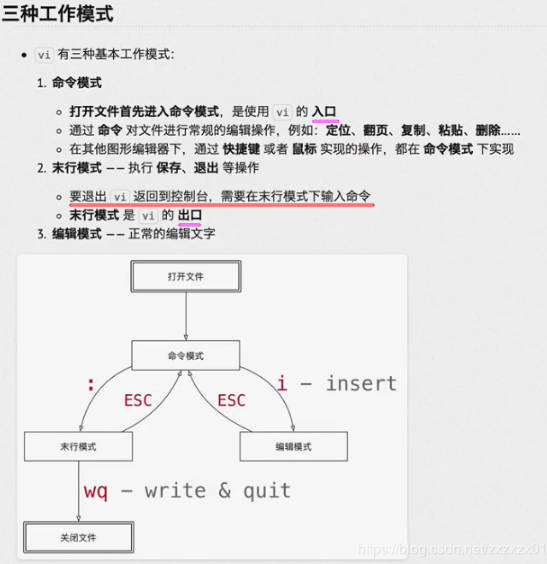 三种工作模式
vi 有三种基本工作模式：
1. 命令模式
打开文件首先进入命令模式，是使用 vi 的 入口
通过 命令 对文件进行常规的编辑操作，例如：定位、翻页、复制、粘贴、删除……
在其他图形编辑器下，通过 快捷键 或者 鼠标 实现的操作，都在 命令模式 下实现
2. 末行模式 —— 执行 保存、退出 等操作
要退出 vi 返回到控制台，需要在末行模式下输入命令
末行模式 是 vi 的 出口
3. 编辑模式 —— 正常的编辑文字
打开文件
命令模式
: ESC ESC i - insert
末行模式 编辑模式
wq - write & quit
关闭文件
https://blog.csdn.net/zxzxzx01